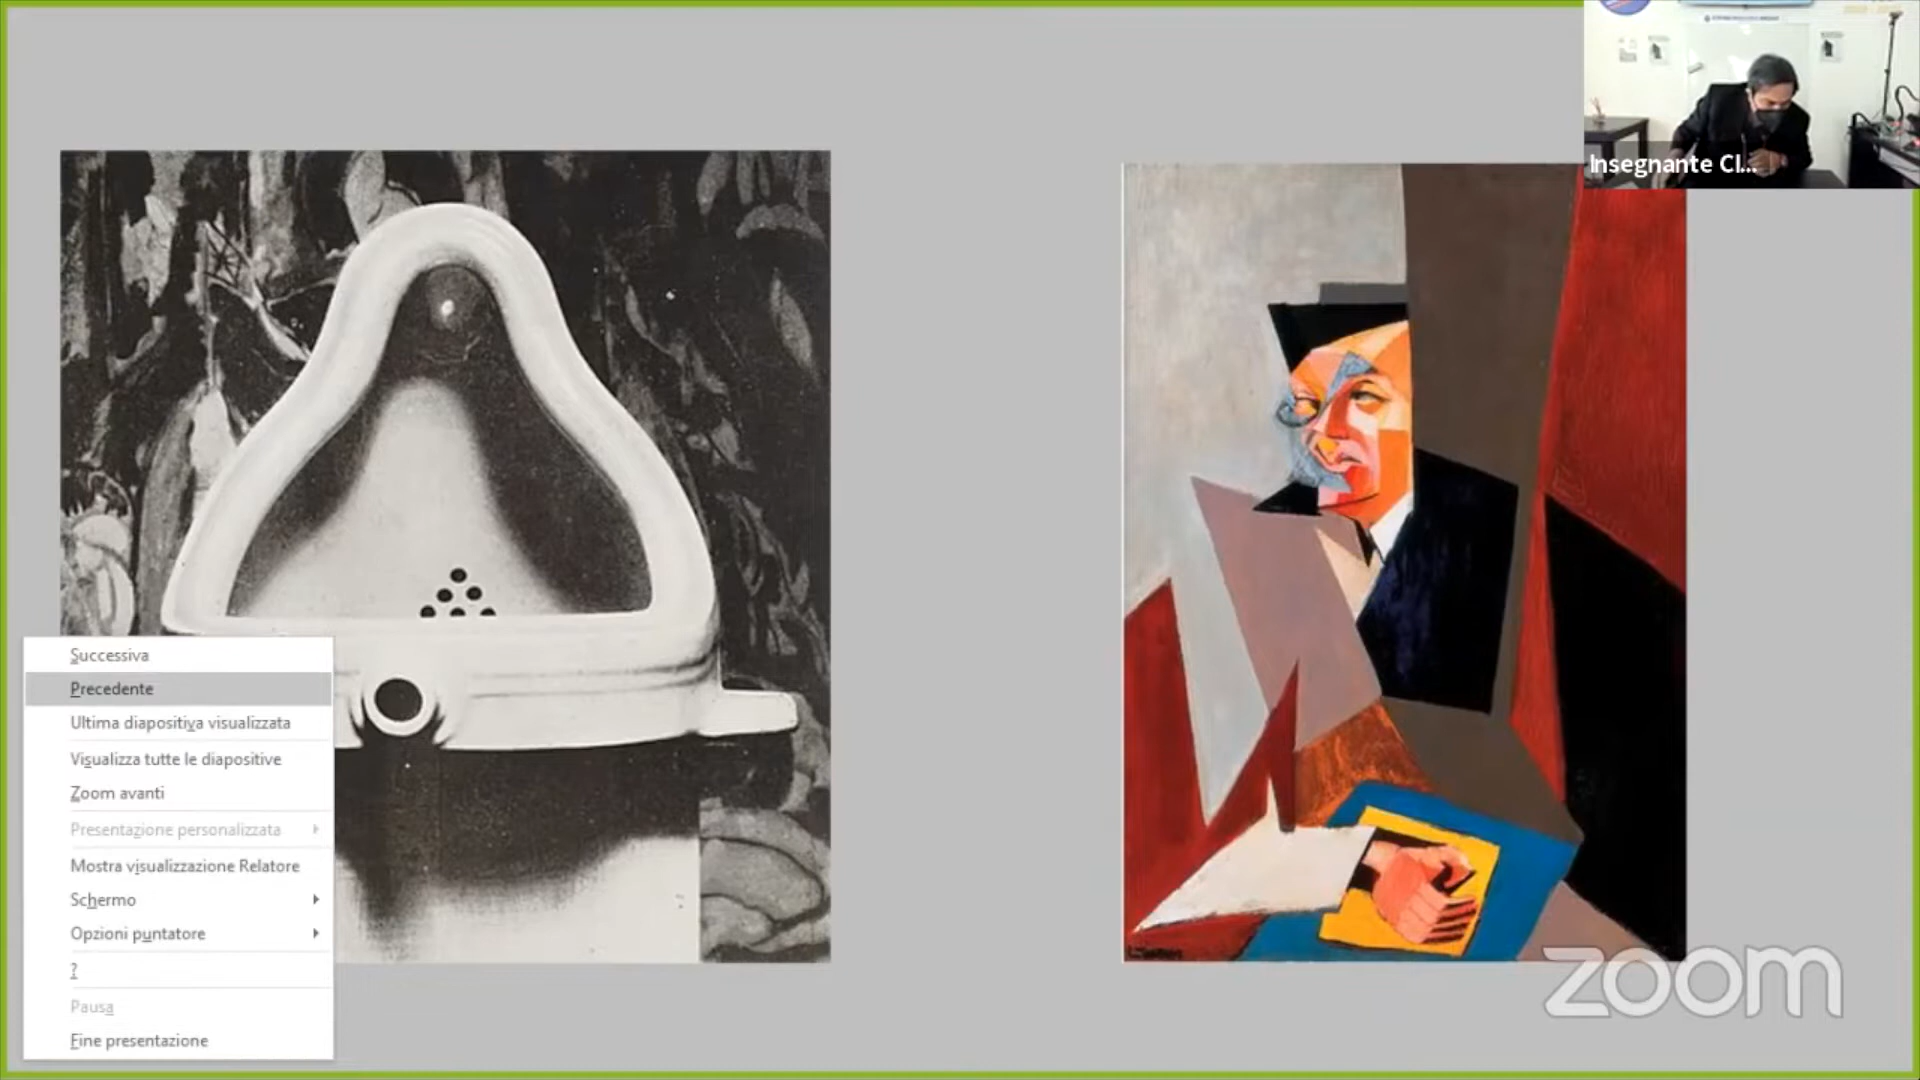 Insegnante Cl...
Successiva
Precedente
Ultima diapositiva visualizzata
Visualizza tutte le diapositive
Zoom avanti
Presentazione personalizzata
Mostra visualizzazione Relatore
Schermo
Opzioni puntatore
?
Pausa
Fine presentazione
zoom